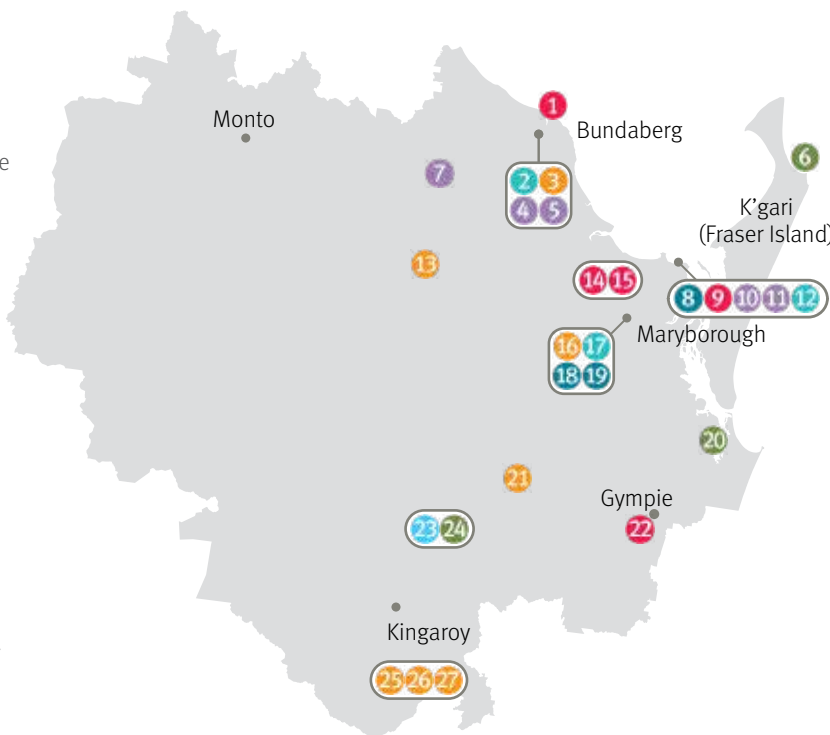 1
Monto
Bundaberg
e
6
7
2 3
4 5
K'gari
(Fraser Island)
13
14 15
8 9 10 11 12
Maryborough
16 17
18 19
20
21
Gympie
23 24
22
Kingaroy
25 26 27